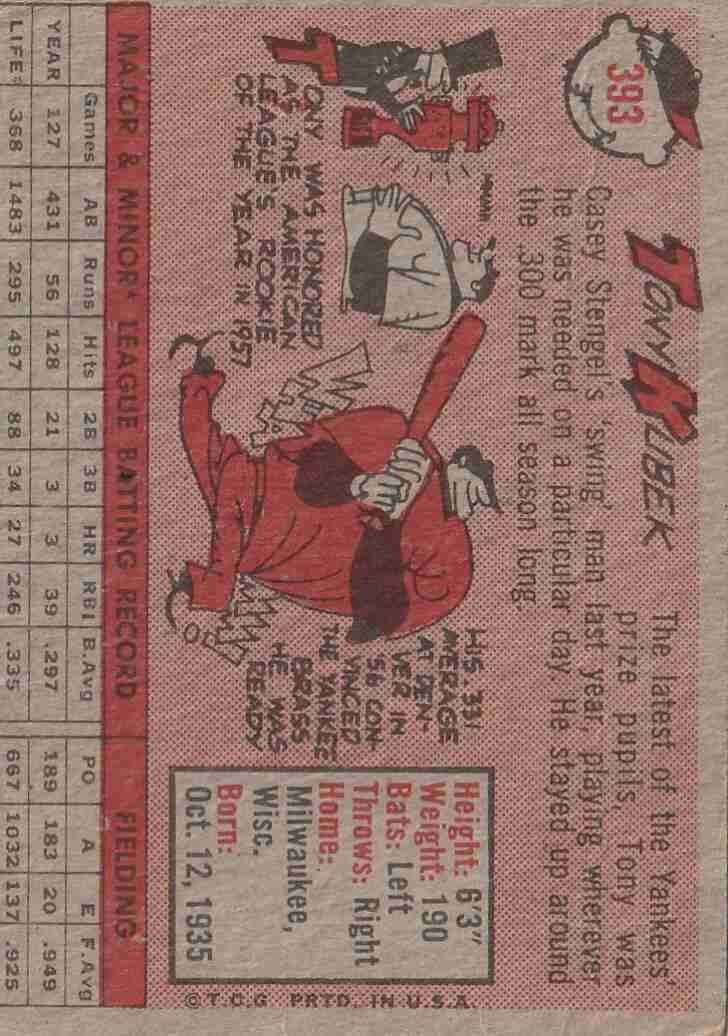 393
TONY KUBEK
The latest of the Yankees'
prize pupils, Tony was
Casey Stengel's 'swing' man last year, playing wherever
he was needed on a particular day. He stayed up around
the .300 mark all season long
TONY WAS HONORED
AS THE AMERICAN
LEAGUE'S ROOKIE
OF THE YEAR IN 1957
HIS .331
AVERAGE
AT DEN-
VER IN
'56 CON-
VINCED
THE YANKEE
BRASS
HE WAS
READY
Height: 6'3"
Weight: 190
Bats: Left
Throws: Right
Home:
Milwaukee,
Wisc.
Born:
Oct. 12, 1935
©T.C.G. PRTD. IN U.S.A.
MAJOR & MINOR* LEAGUE BATTING RECORD FIELDING
Games AB Runs Hits 2B 3B HR RBI B.Avg PO A E F.Avg
YEAR 127 431 56 128 21 3 3 39 .297 189 183 20 .949
LIFE* 368 1483 295 497 88 34 27 246 .335 667 1032 137 .925